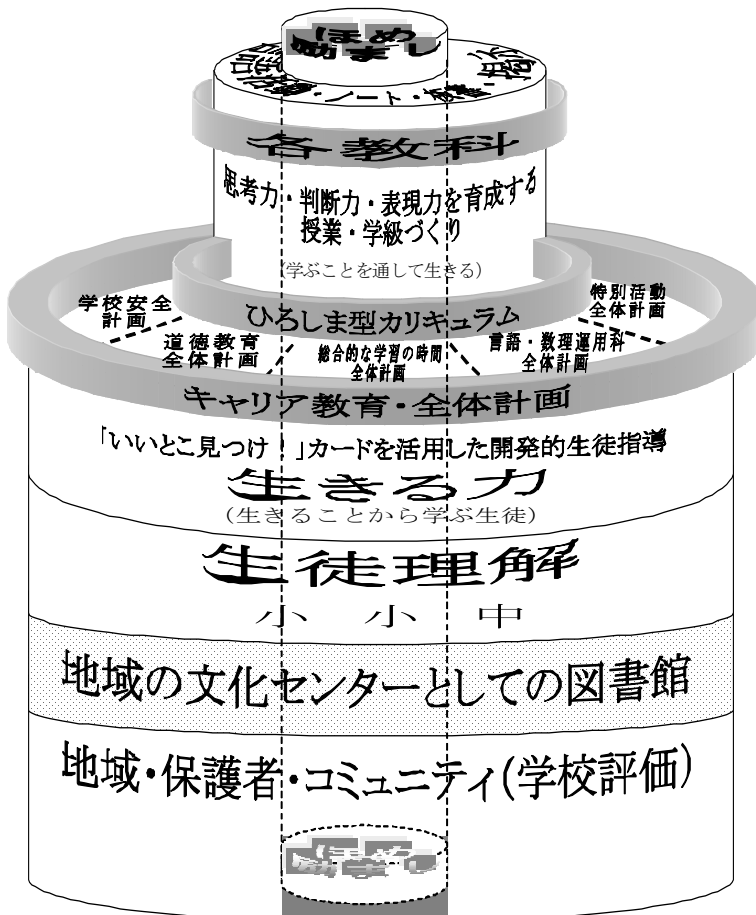 ほめ
励まし
ノート・
各教科
思考力・判断力・表現力を育成する
授業・学級づくり
(学ぶことを通して生きる)
ひろしま型カリキュラム
学校安全
計画
道徳教育
全体計画
総合的な学習の時間
全体計画
言語・数理運用科
全体計画
特別活動
全体計画
キャリア教育・全体計画
「いいとこ見つけ!」カードを活用した開発的生徒指導
生きる力
(生きることから学ぶ生徒)
生徒理解
小 小 中
地域の文化センターとしての図書館
地域・保護者・コミュニティ(学校評価)
ほめ
励まし